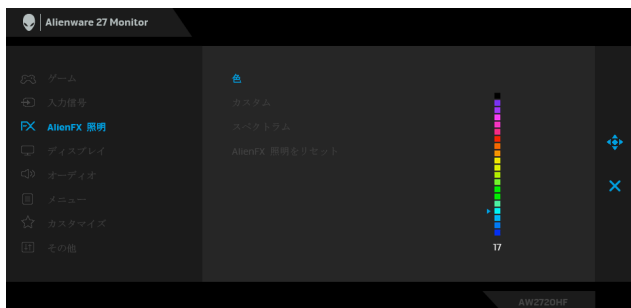 Alienware 27 Monitor
ゲーム
入力信号
FX AlienFX 照明
ディスプレイ
オーディオ
メニュー
カスタマイズ
その他
色
カスタム
スペクトラム
AlienFX 照明をリセット
17
AW2720HF